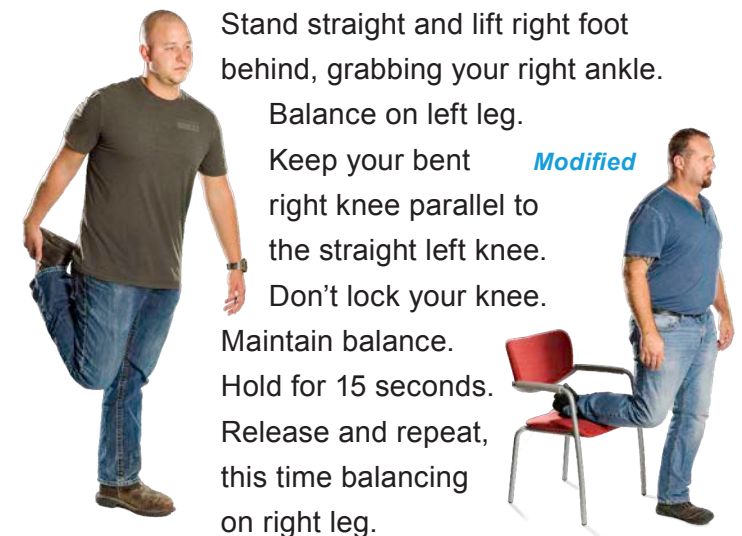 Stand straight and lift right foot
behind, grabbing your right ankle.
Balance on left leg.
Keep your bent
right knee parallel to
the straight left knee.
Don’t lock your knee.
Maintain balance.
Hold for 15 seconds.
Release and repeat,
this time balancing
on right leg.
Modified